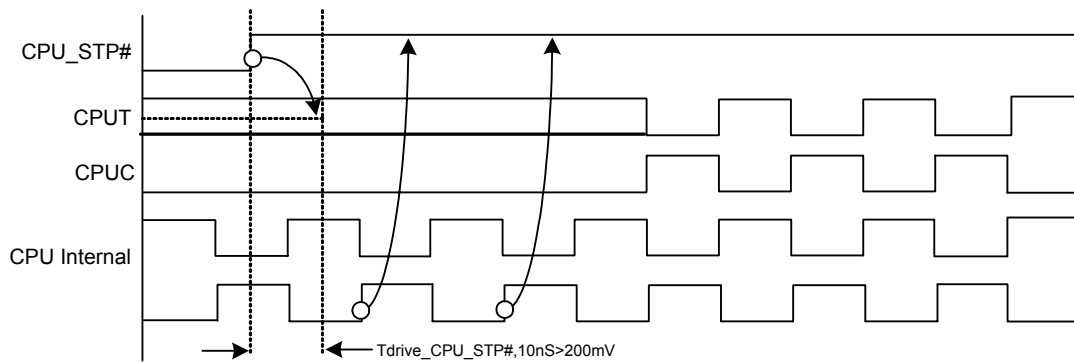 CPU_STP#
CPUT
CPUC
CPU Internal
Tdrive_CPU_STP#,10nS>200mV